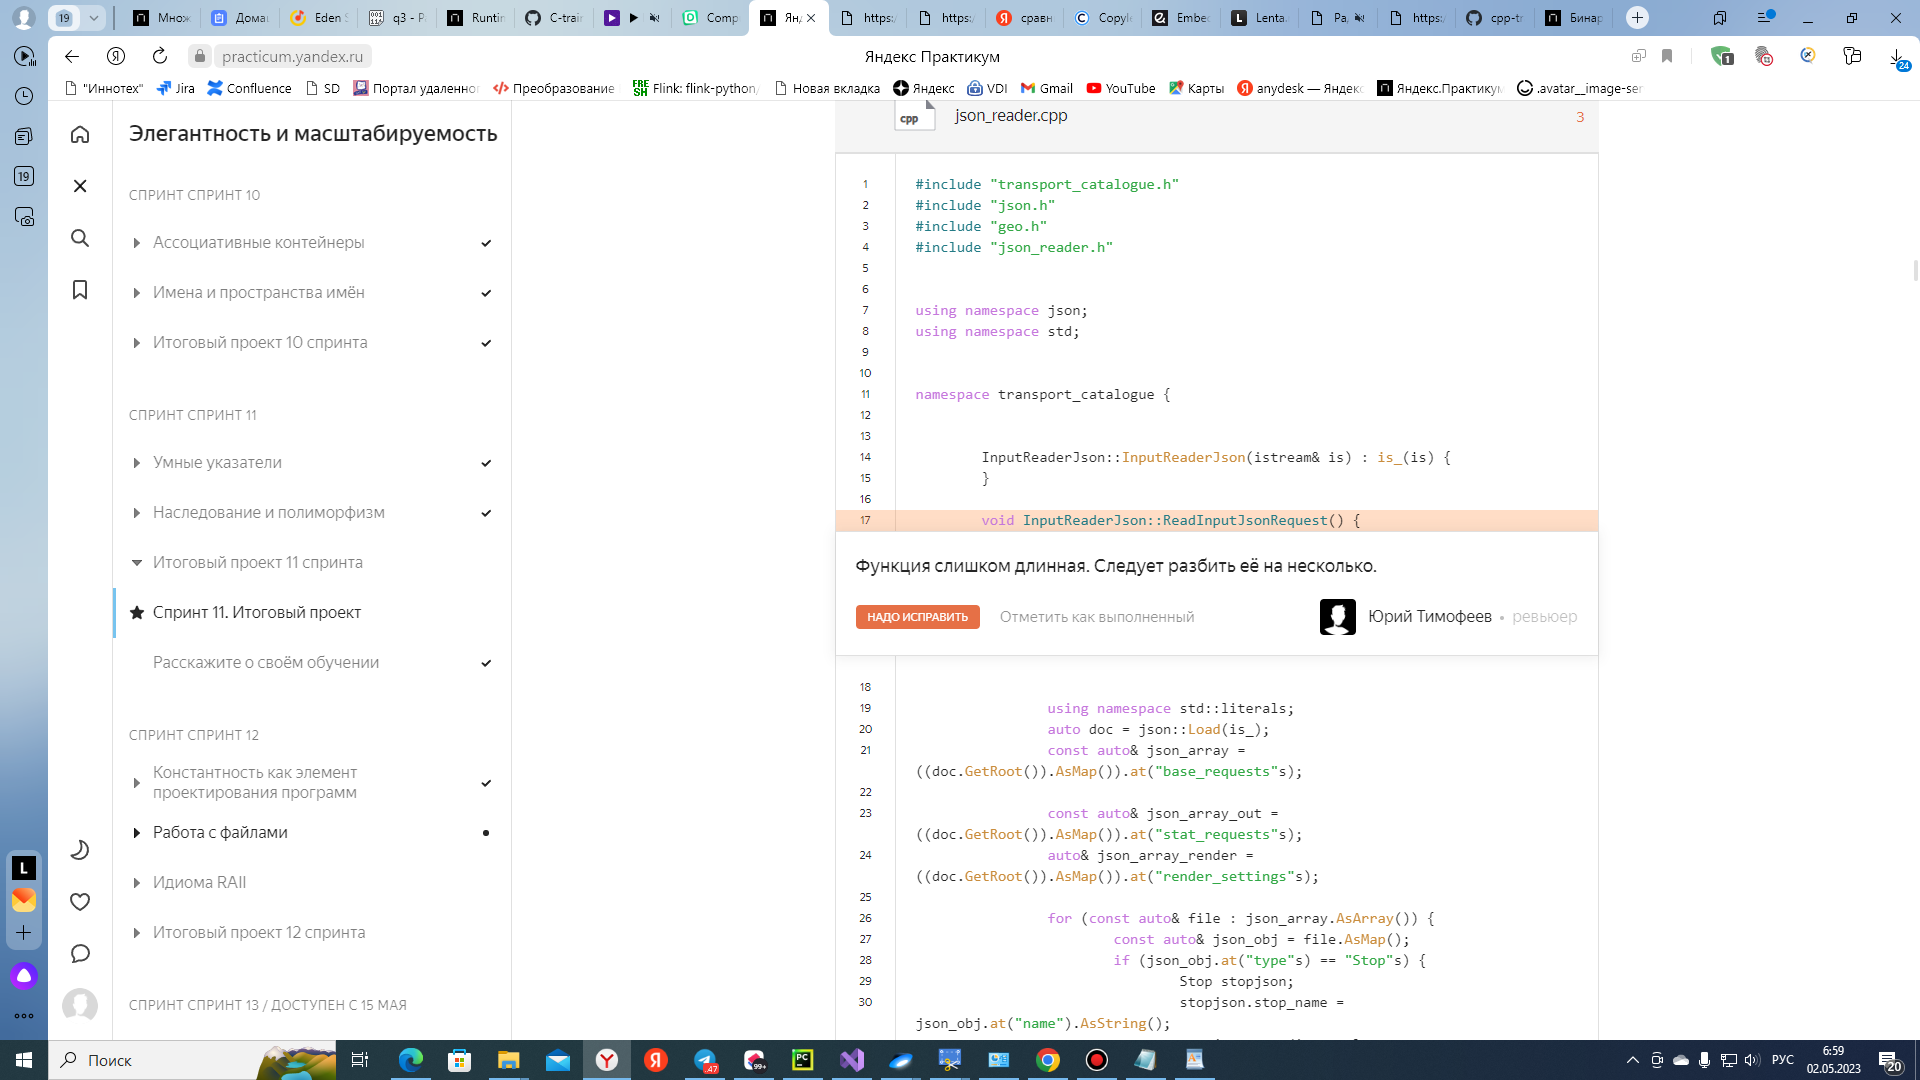 19
Множ
Домаш
Eden S
q3 - Pa
Runtin
C-train
Comp
Янд
https:/
https:/
сравн
Copyle
Embed
Lenta.
Ра,
https:/
cpp-tr
Бинар
practicum.yandex.ru
Яндекс Практикум
1
24
"Иннотех"
Jira
Confluence
SD
Портал удаленног
Преобразование
Flink: flink-python,
Новая вкладка
Яндекс
VDI
Gmail
YouTube
Карты
anydesk — Яндекс
Яндекс.Практикум
.avatar__image-ser
19
Элегантность и масштабируемость
СПРИНТ СПРИНТ 10
Ассоциативные контейнеры
Имена и пространства имён
Итоговый проект 10 спринта
СПРИНТ СПРИНТ 11
Умные указатели
Наследование и полиморфизм
Итоговый проект 11 спринта
Спринт 11. Итоговый проект
Расскажите о своём обучении
СПРИНТ СПРИНТ 12
Константность как элемент
проектирования программ
Работа с файлами
Идиома RAII
Итоговый проект 12 спринта
СПРИНТ СПРИНТ 13 / ДОСТУПЕН С 15 МАЯ
cpp json_reader.cpp 3
1 #include "transport_catalogue.h"
2 #include "json.h"
3 #include "geo.h"
4 #include "json_reader.h"
5
6
7 using namespace json;
8 using namespace std;
9
10
11 namespace transport_catalogue {
12
13
14 InputReaderJson::InputReaderJson(istream& is) : is_(is) {
15 }
16
17 void InputReaderJson::ReadInputJsonRequest() {
Функция слишком длинная. Следует разбить её на несколько.
НАДО ИСПРАВИТЬ Отметить как выполненный Юрий Тимофеев • ревьюер
18
19 using namespace std::literals;
20 auto doc = json::Load(is_);
21 const auto& json_array =
((doc.GetRoot()).AsMap()).at("base_requests"s);
22
23 const auto& json_array_out =
((doc.GetRoot()).AsMap()).at("stat_requests"s);
24 auto& json_array_render =
((doc.GetRoot()).AsMap()).at("render_settings"s);
25
26 for (const auto& file : json_array.AsArray()) {
27 const auto& json_obj = file.AsMap();
28 if (json_obj.at("type"s) == "Stop"s) {
29 Stop stopjson;
30 stopjson.stop_name =
json_obj.at("name").AsString();
L
Поиск
47
99+
PC
РУС
6:59
02.05.2023
20